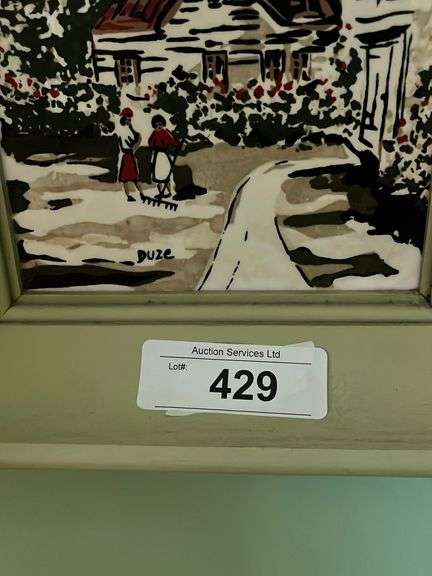 DUZE
Auction Services Ltd
Lot#:
429